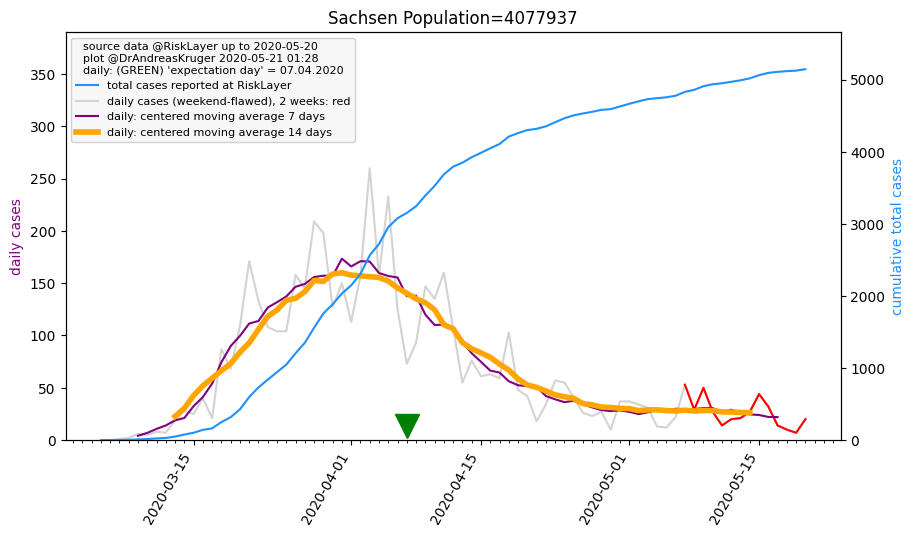 Sachsen Population=4077937
source data @RiskLayer up to 2020-05-20
plot @DrAndreasKruger 2020-05-21 01:28
daily: (GREEN) 'expectation day' = 07.04.2020
total cases reported at RiskLayer
daily cases (weekend-flawed), 2 weeks: red
daily: centered moving average 7 days
daily: centered moving average 14 days
daily cases
350
300
250
200
150
100
50
0
5000
4000
3000
2000
1000
0
cumulative total cases
2020-03-15
2020-04-01
2020-04-15
2020-05-01
2020-05-15